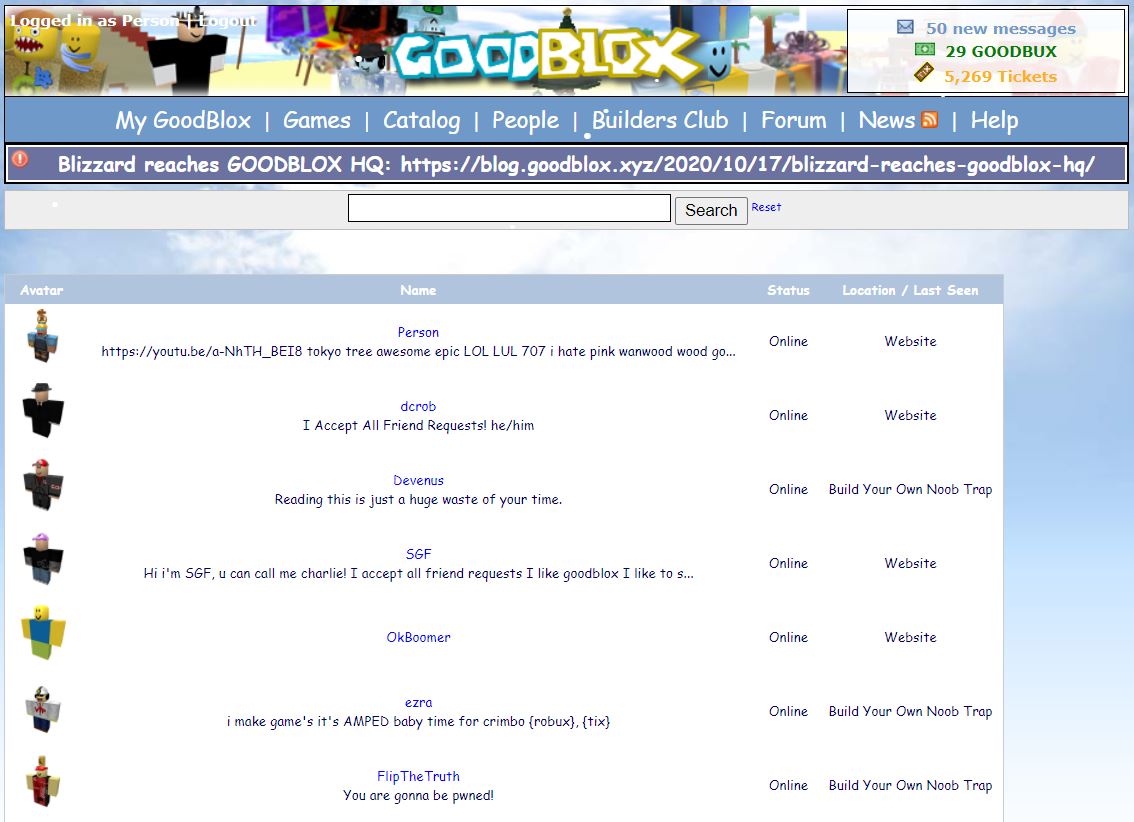 Logged in as Person | Logout
GOODBLOX
50 new messages
29 GOODBUX
5,269 Tickets
My GoodBlox | Games | Catalog | People | Builders Club | Forum | News | Help
Blizzard reaches GOODBLOX HQ: https://blog.goodblox.xyz/2020/10/17/blizzard-reaches-goodblox-hq/
Search Reset
Avatar Name Status Location / Last Seen
Person
https://youtu.be/a-NhTH_BEI8 tokyo tree awesome epic LOL LUL 707 i hate pink wanwood wood go...
Online Website
dcrob
I Accept All Friend Requests! he/him
Online Website
Devenus
Reading this is just a huge waste of your time.
Online Build Your Own Noob Trap
SGF
Hi i'm SGF, u can call me charlie! I accept all friend requests I like goodblox I like to s...
Online Website
OkBoomer Online Website
ezra
i make game's it's AMPED baby time for crimbo {robux}, {tix}
Online Build Your Own Noob Trap
FlipTheTruth
You are gonna be pwned!
Online Build Your Own Noob Trap